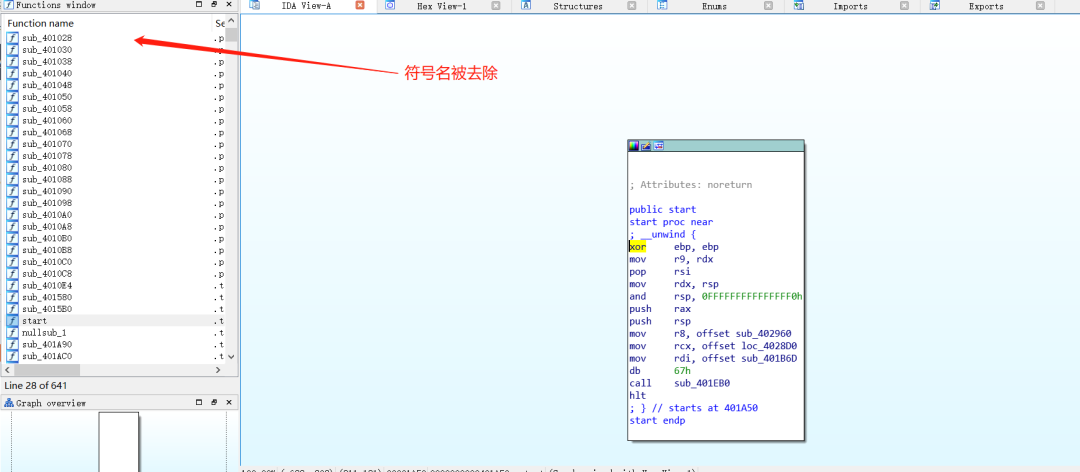 Functions window
IDA View-A
Hex View-1
Structures
Enums
Imports
Exports
Function name
Se
sub_401028 .p
sub_401030 .p
sub_401038 .p
sub_401040 .p
sub_401048 .p
sub_401050 .p
sub_401058 .p
sub_401060 .p
sub_401068 .p
sub_401070 .p
sub_401078 .p
sub_401080 .p
sub_401088 .p
sub_401090 .p
sub_401098 .p
sub_4010A0 .p
sub_4010A8 .p
sub_4010B0 .p
sub_4010B8 .p
sub_4010C0 .p
sub_4010C8 .p
sub_4010E4 .t
sub_401580 .t
sub_4015B0 .t
start .t
nullsub_1 .t
sub_401A90 .t
sub_401AC0 .t
Line 28 of 641
Graph overview
符号名被去除
; Attributes: noreturn
public start
start proc near
; __unwind {
xor ebp, ebp
mov r9, rdx
pop rsi
mov rdx, rsp
and rsp, 0FFFFFFFFFFFFFFF0h
push rax
push rsp
mov r8, offset sub_402960
mov rcx, offset loc_4028D0
mov rdi, offset sub_401B6D
db 67h
call sub_401EB0
hlt
; } // starts at 401A50
start endp